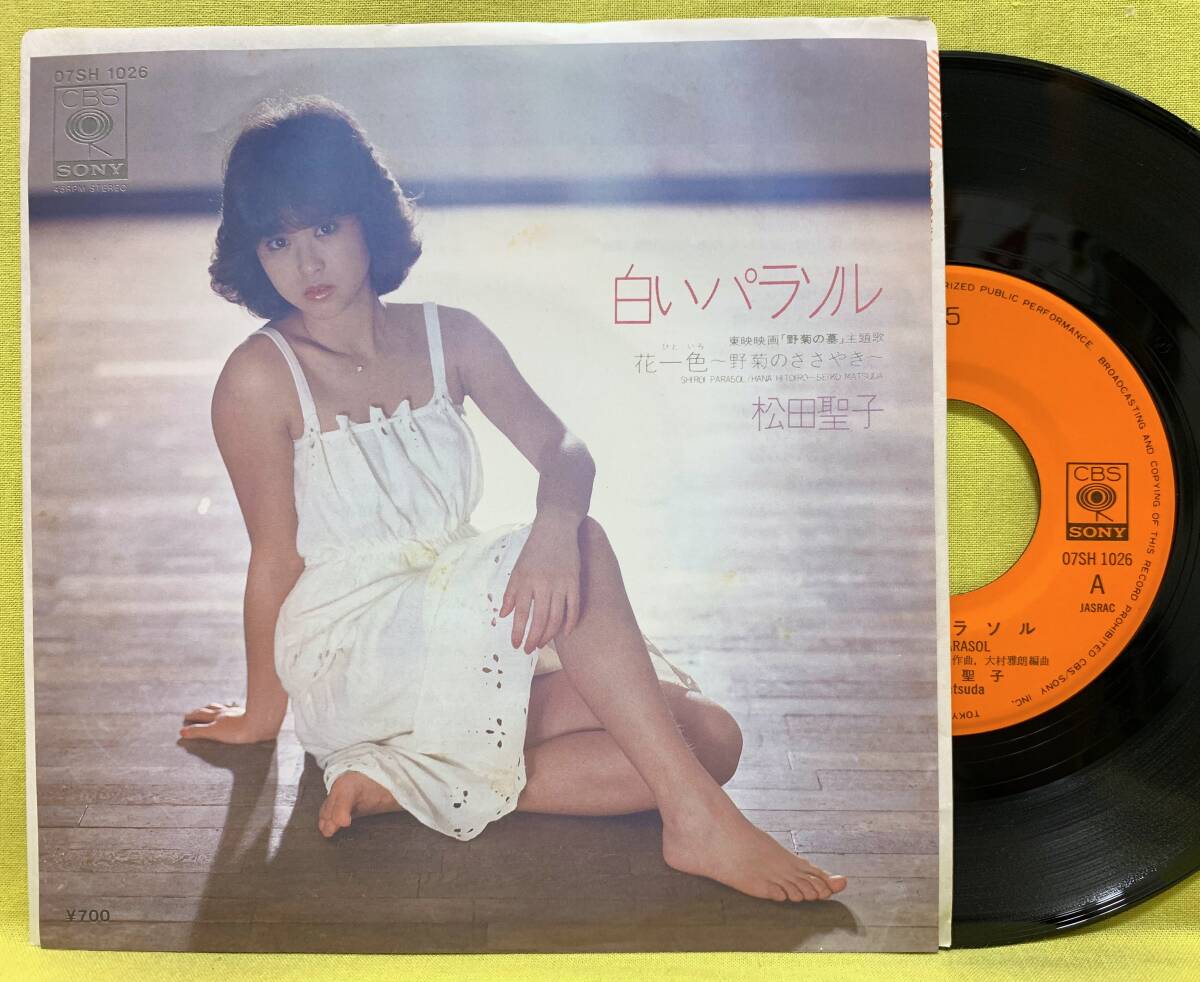 07SH 1026
CBS
SONY
45RPM STEREO
白いパラソル
東映映画「野菊の墓」主題歌
ひと いろ
花一色〜野菊のささやき〜
SHIROI PARASOL/HANA HITOIRO—SEIKO MATSUDA
松田聖子
¥700
RIZED PUBLIC PERFORMANCE, BROADCASTING AND COPYING OF THIS RECORD PROHIBITED CBS/SONY INC. TOKY
5
CBS
SONY
07SH 1026
A
JASRAC
ラソル
ARASOL
作曲, 大村雅朗編曲
聖子
tsuda